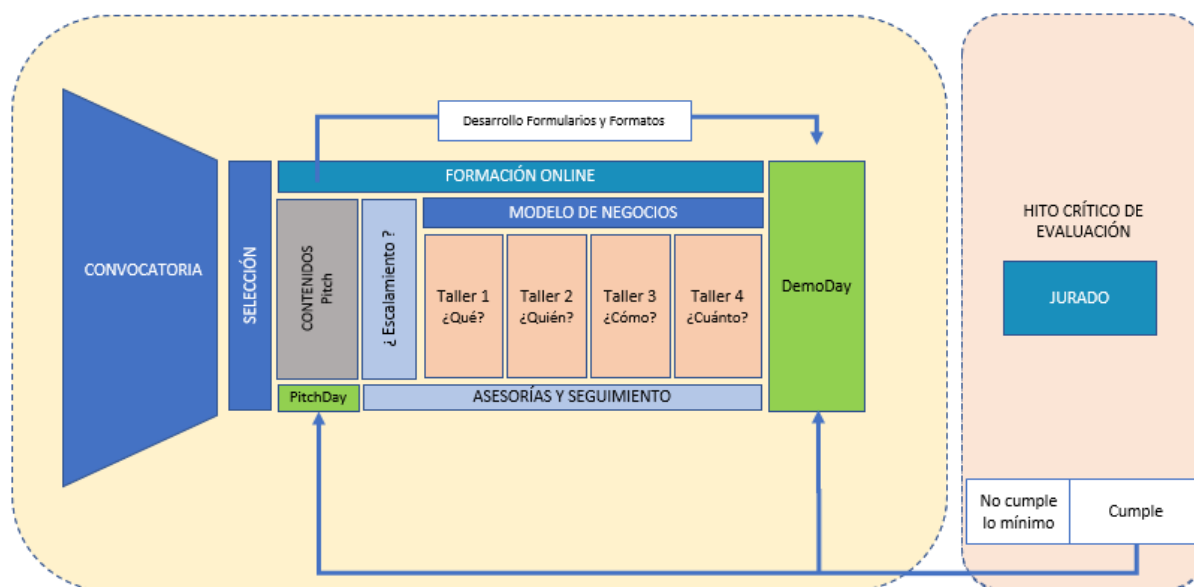 Desarrollo Formularios y Formatos
FORMACIÓN ONLINE
MODELO DE NEGOCIOS
CONVOCATORIA
SELECCIÓN
CONTENIDOS
Pitch
¿ Escalamiento ?
Taller 1
¿Qué?
Taller 2
¿Quién?
Taller 3
¿Cómo?
Taller 4
¿Cuánto?
DemoDay
PitchDay
ASESORÍAS Y SEGUIMIENTO
HITO CRÍTICO DE
EVALUACIÓN
JURADO
No cumple
lo mínimo
Cumple